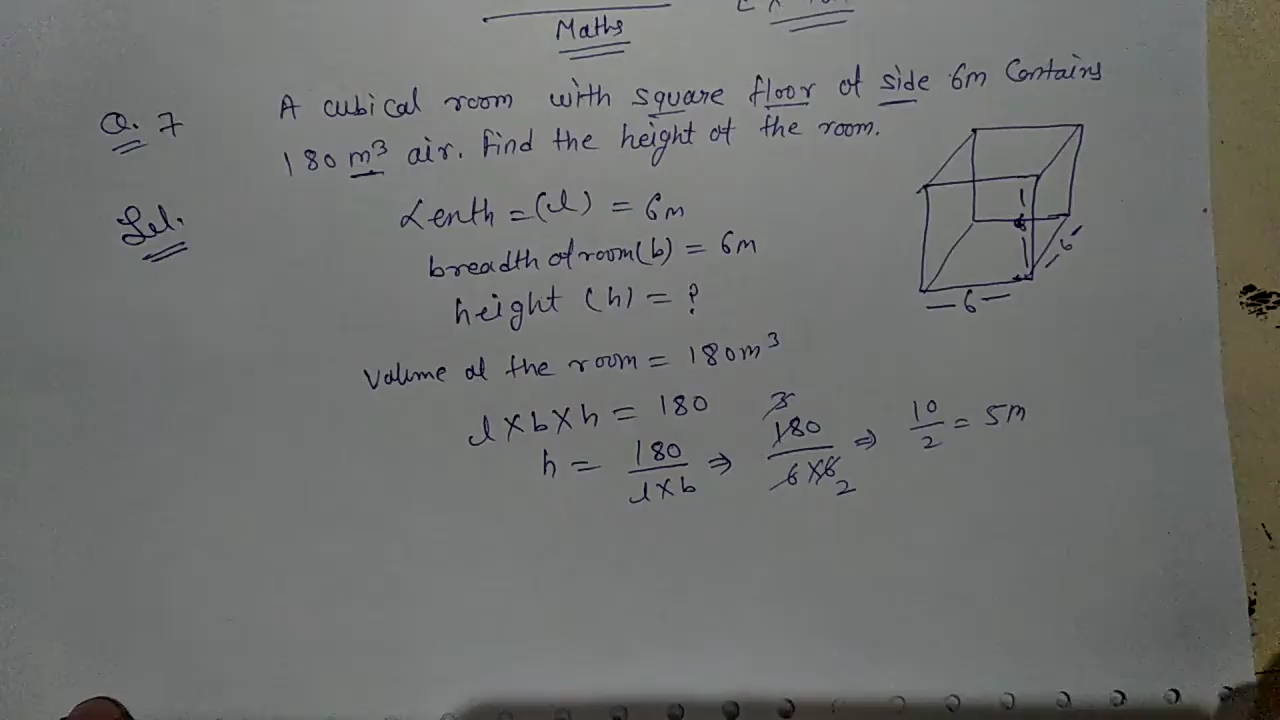 Maths
Q. 7 A cubical room with square floor of side 6m Contains
180 m³ air. Find the height of the room.
Sol. Lenth = (l) = 6m
breadth of room (b) = 6m
height (h) = ?
6
6
Valume of the room = 180m³
l × b × h = 180
h = 180/l×b ⇒ 180/6×6 2 ⇒ 10/2 = 5m